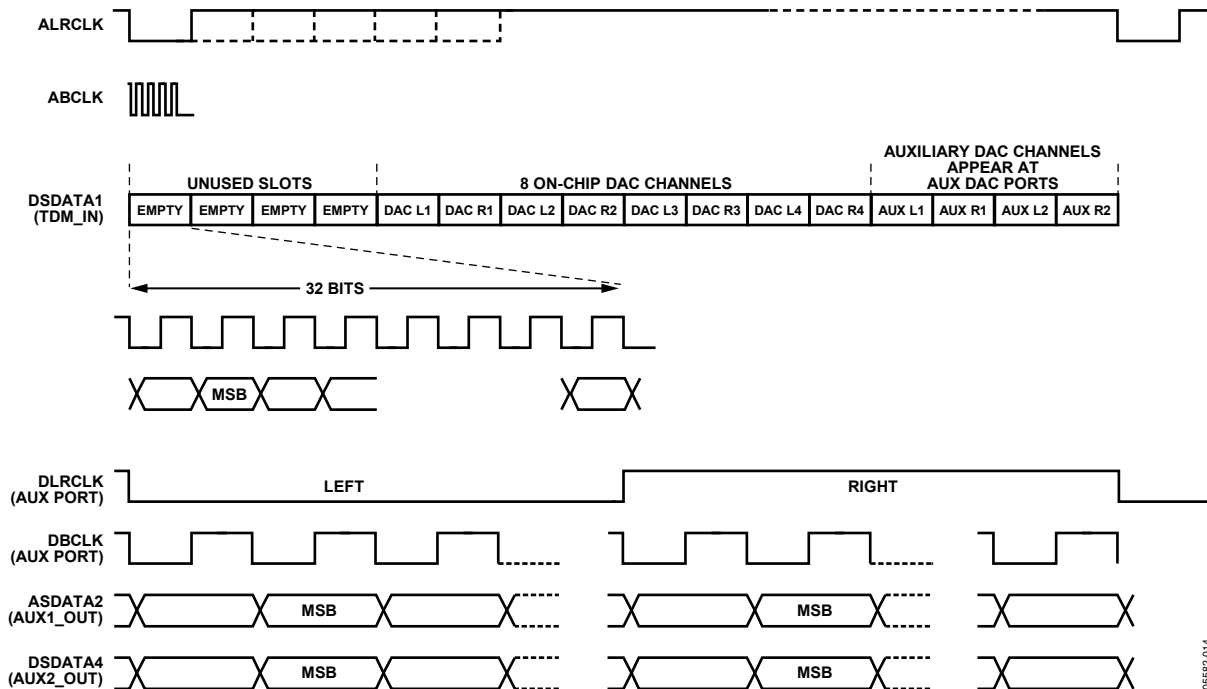 ALRCLK
ABCLK
AUXILIARY DAC CHANNELS
APPEAR AT
AUX DAC PORTS
UNUSED SLOTS
8 ON-CHIP DAC CHANNELS
DSDATA1
(TDM_IN)
EMPTY EMPTY EMPTY EMPTY DAC L1 DAC R1 DAC L2 DAC R2 DAC L3 DAC R3 DAC L4 DAC R4 AUX L1 AUX R1 AUX L2 AUX R2
32 BITS
MSB
DLRCLK
(AUX PORT)
LEFT
RIGHT
DBCLK
(AUX PORT)
ASDATA2
(AUX1_OUT)
MSB
MSB
DSDATA4
(AUX2_OUT)
MSB
MSB
05582-014